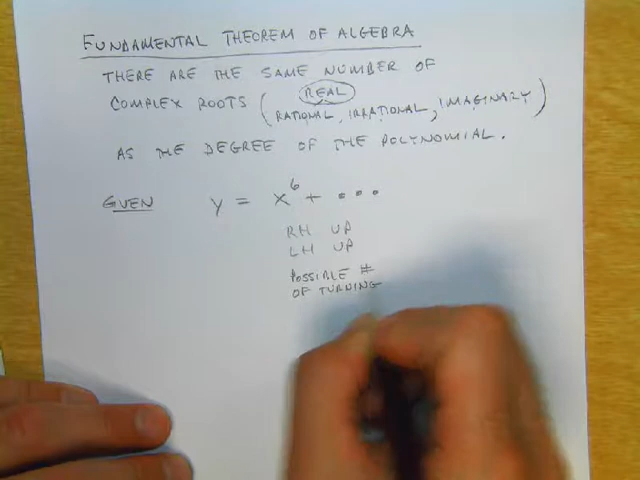 FUNDAMENTAL THEOREM OF ALGEBRA
THERE ARE THE SAME NUMBER OF
REAL
COMPLEX ROOTS (RATIONAL, IRRATIONAL, IMAGINARY)
AS THE DEGREE OF THE POLYNOMIAL.
GIVEN y = x⁶ + •••
RH UP
LH UP
POSSIBLE #
OF TURNING